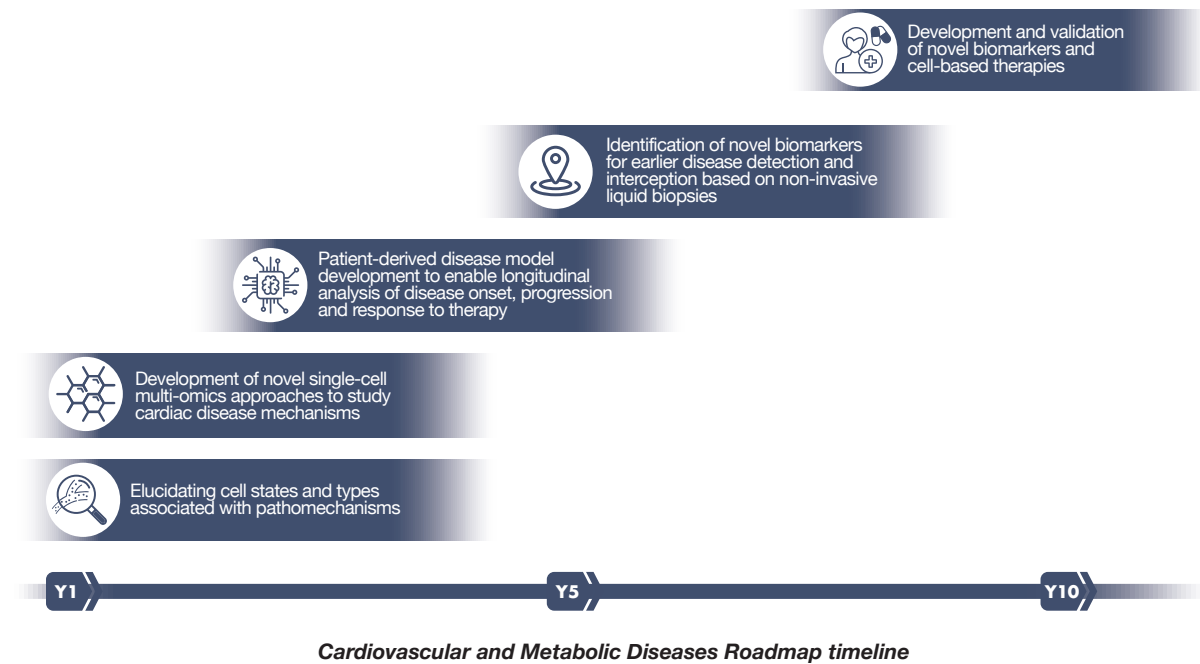 Development and validation
of novel biomarkers and
cell-based therapies
Identification of novel biomarkers
for earlier disease detection and
interception based on non-invasive
liquid biopsies
Patient-derived disease model
development to enable longitudinal
analysis of disease onset, progression
and response to therapy
Development of novel single-cell
multi-omics approaches to study
cardiac disease mechanisms
Elucidating cell states and types
associated with pathomechanisms
Y1
Y5
Y10
Cardiovascular and Metabolic Diseases Roadmap timeline